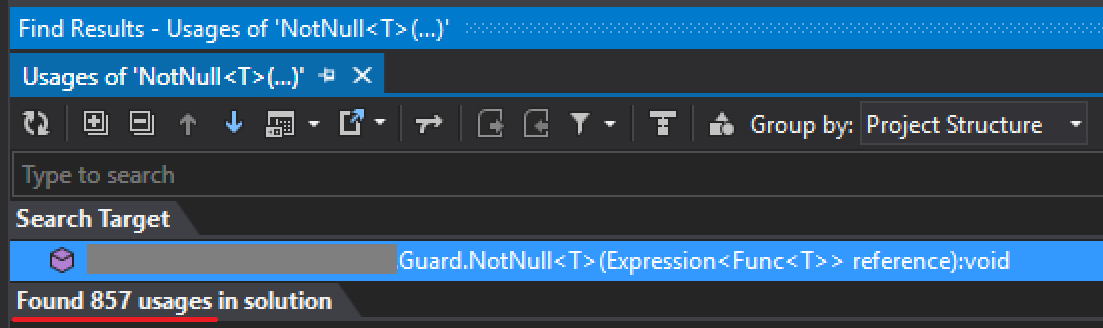 Find Results - Usages of 'NotNull<T>(...)'
Usages of 'NotNull<T>(...)'
Group by: Project Structure
Type to search
Search Target
.Guard.NotNull<T>(Expression<Func<T>> reference):void
Found 857 usages in solution